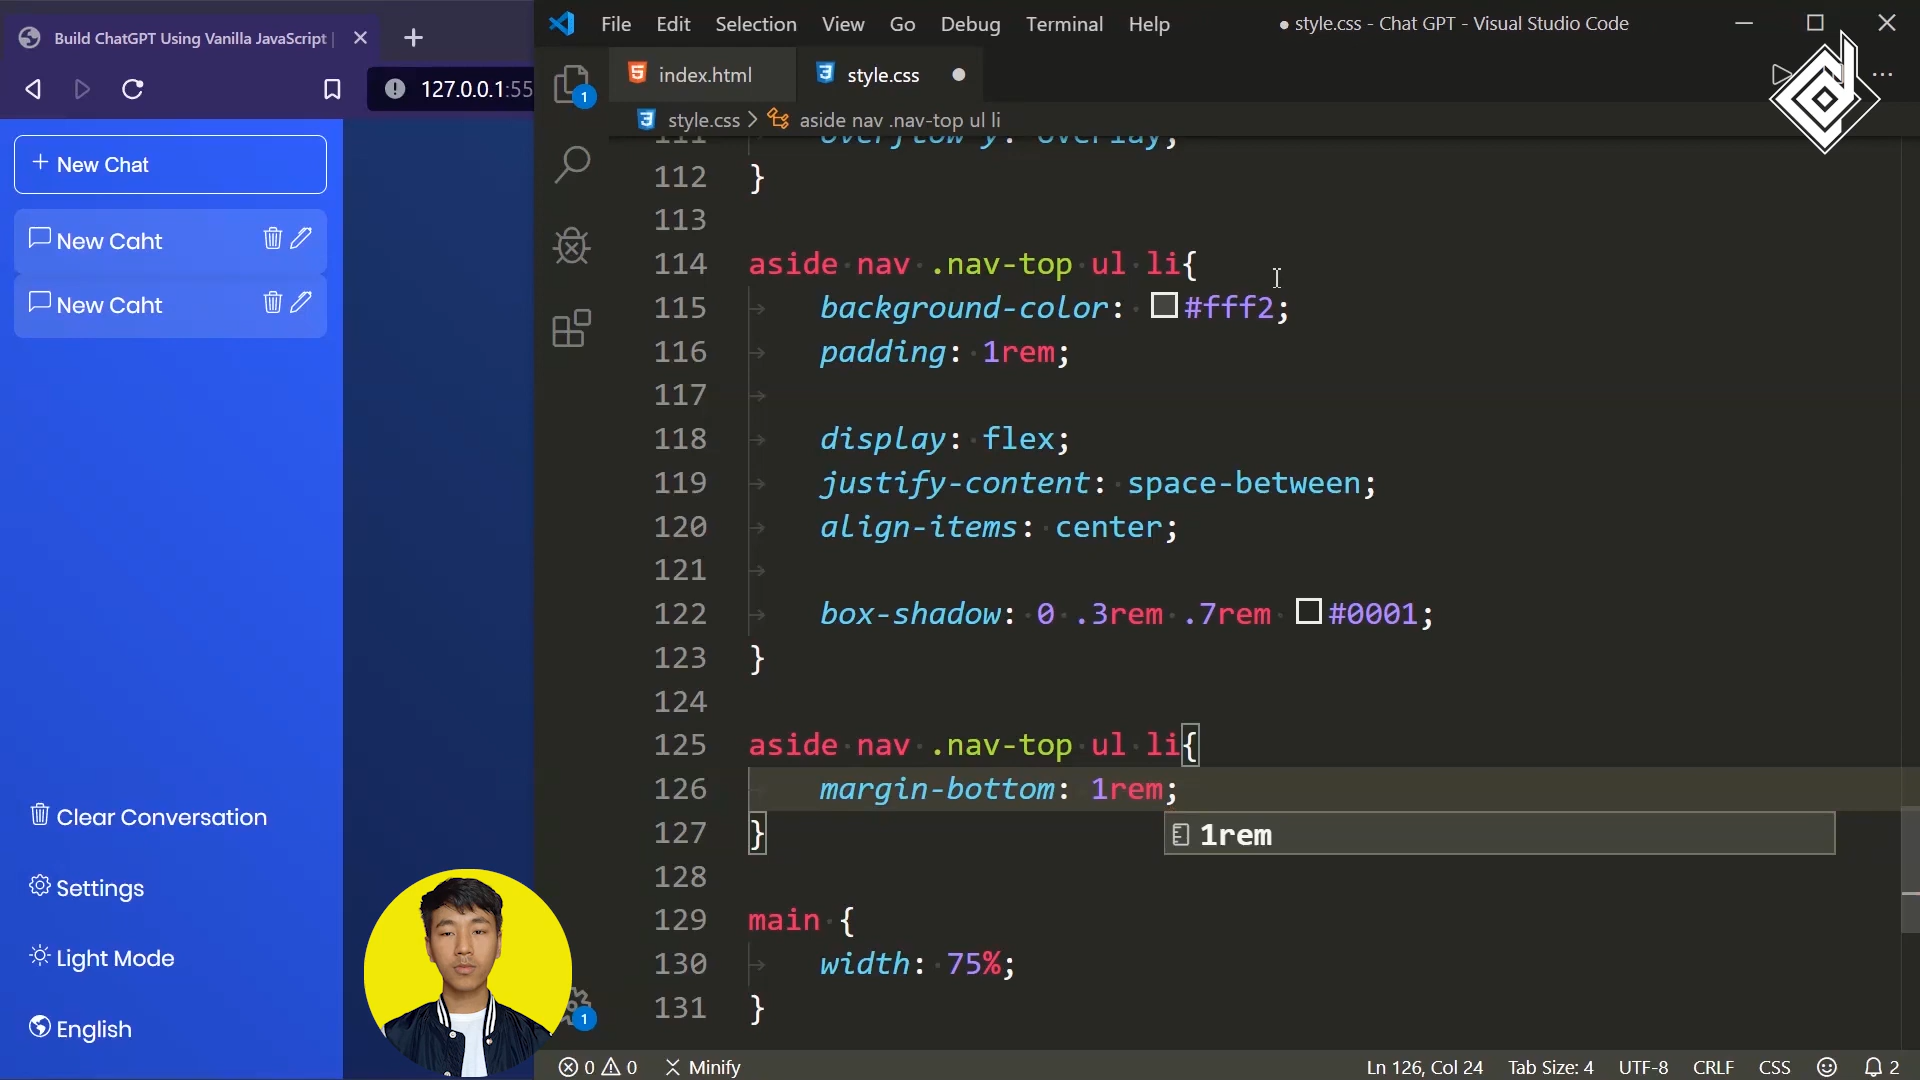 Build ChatGPT Using Vanilla JavaScript |
127.0.0.1:55
+ New Chat
New Caht
New Caht
Clear Conversation
Settings
Light Mode
English
File Edit Selection View Go Debug Terminal Help
● style.css - Chat GPT - Visual Studio Code
index.html
style.css
style.css > aside nav .nav-top ul li
1
1
111 overflow-y: overlay;
112 }
113
114 aside nav .nav-top ul li{
115 background-color: #fff2;
116 padding: 1rem;
117
118 display: flex;
119 justify-content: space-between;
120 align-items: center;
121
122 box-shadow: 0 .3rem .7rem #0001;
123 }
124
125 aside nav .nav-top ul li{
126 margin-bottom: 1rem;
127 }
1rem
128
129 main {
130 width: 75%;
131 }
0 0 Minify
Ln 126, Col 24 Tab Size: 4 UTF-8 CRLF CSS 2